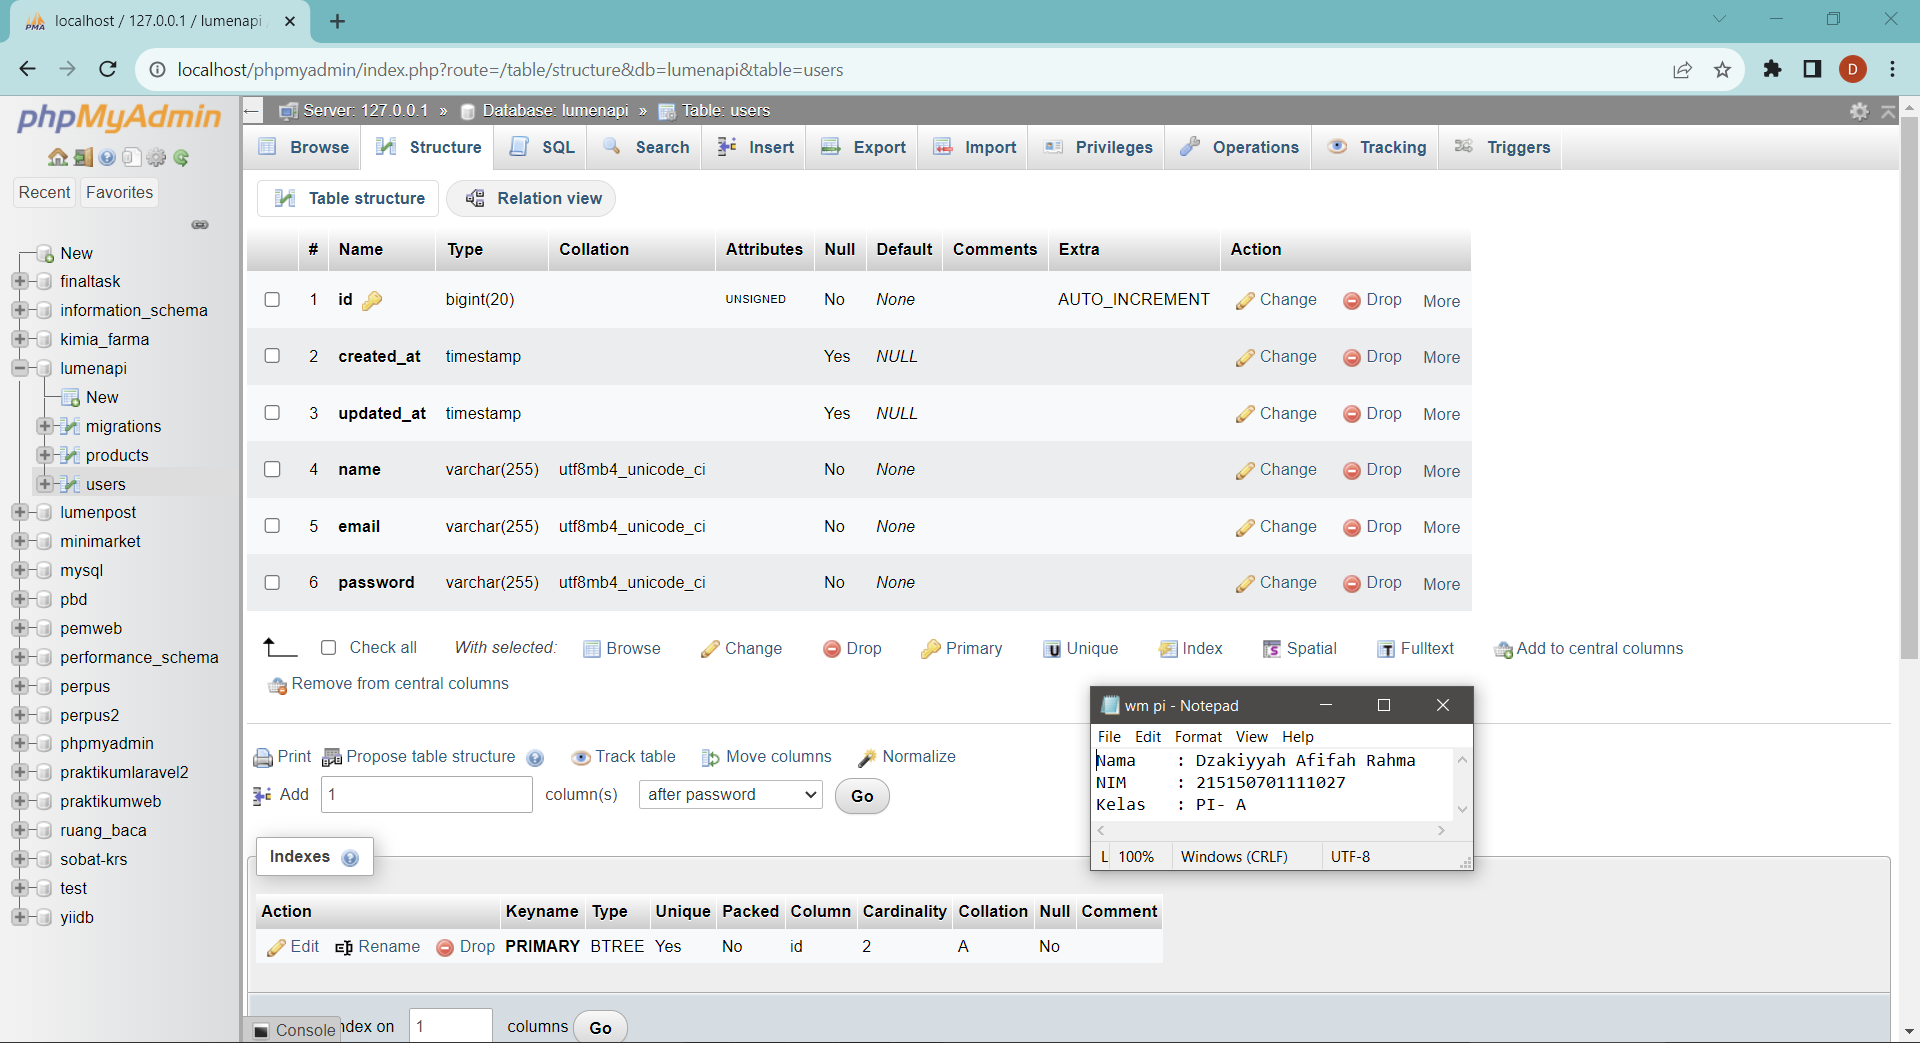 localhost / 127.0.0.1 / lumenapi
localhost/phpmyadmin/index.php?route=/table/structure&db=lumenapi&table=users
D
phpMyAdmin
Recent Favorites
New
finaltask
information_schema
kimia_farma
lumenapi
New
migrations
products
users
lumenpost
minimarket
mysql
pbd
pemweb
performance_schema
perpus
perpus2
phpmyadmin
praktikumlaravel2
praktikumweb
ruang_baca
sobat-krs
test
yiidb
Server: 127.0.0.1 » Database: lumenapi » Table: users
Browse Structure SQL Search Insert Export Import Privileges Operations Tracking Triggers
Table structure Relation view
# Name Type Collation Attributes Null Default Comments Extra Action
1 id bigint(20) UNSIGNED No None AUTO_INCREMENT Change Drop More
2 created_at timestamp Yes NULL Change Drop More
3 updated_at timestamp Yes NULL Change Drop More
4 name varchar(255) utf8mb4_unicode_ci No None Change Drop More
5 email varchar(255) utf8mb4_unicode_ci No None Change Drop More
6 password varchar(255) utf8mb4_unicode_ci No None Change Drop More
Check all With selected: Browse Change Drop Primary Unique Index Spatial Fulltext Add to central columns
Remove from central columns
Print Propose table structure Track table Move columns Normalize
Add 1 column(s) after password Go
Indexes
Action Keyname Type Unique Packed Column Cardinality Collation Null Comment
Edit Rename Drop PRIMARY BTREE Yes No id 2 A No
Console ndex on 1 columns Go
wm pi - Notepad
File Edit Format View Help
Nama : Dzakiyyah Afifah Rahma
NIM : 215150701111027
Kelas : PI- A
L 100% Windows (CRLF) UTF-8